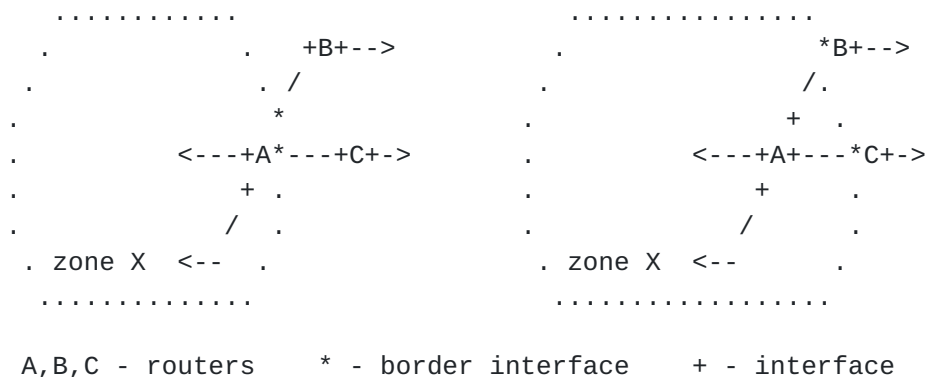 ............                      ................
.             .   +B+-->           .                 *B+-->
.               . /                .                 /.
.                 *                .                 +  .
.           <---+A*---+C+->        .           <---+A+---*C+->
.               + .                .               +      .
.              /  .                .              /       .
. zone X  <--  .                   . zone X  <--       .
..............                     ..................
A,B,C - routers    * - border interface    + - interface